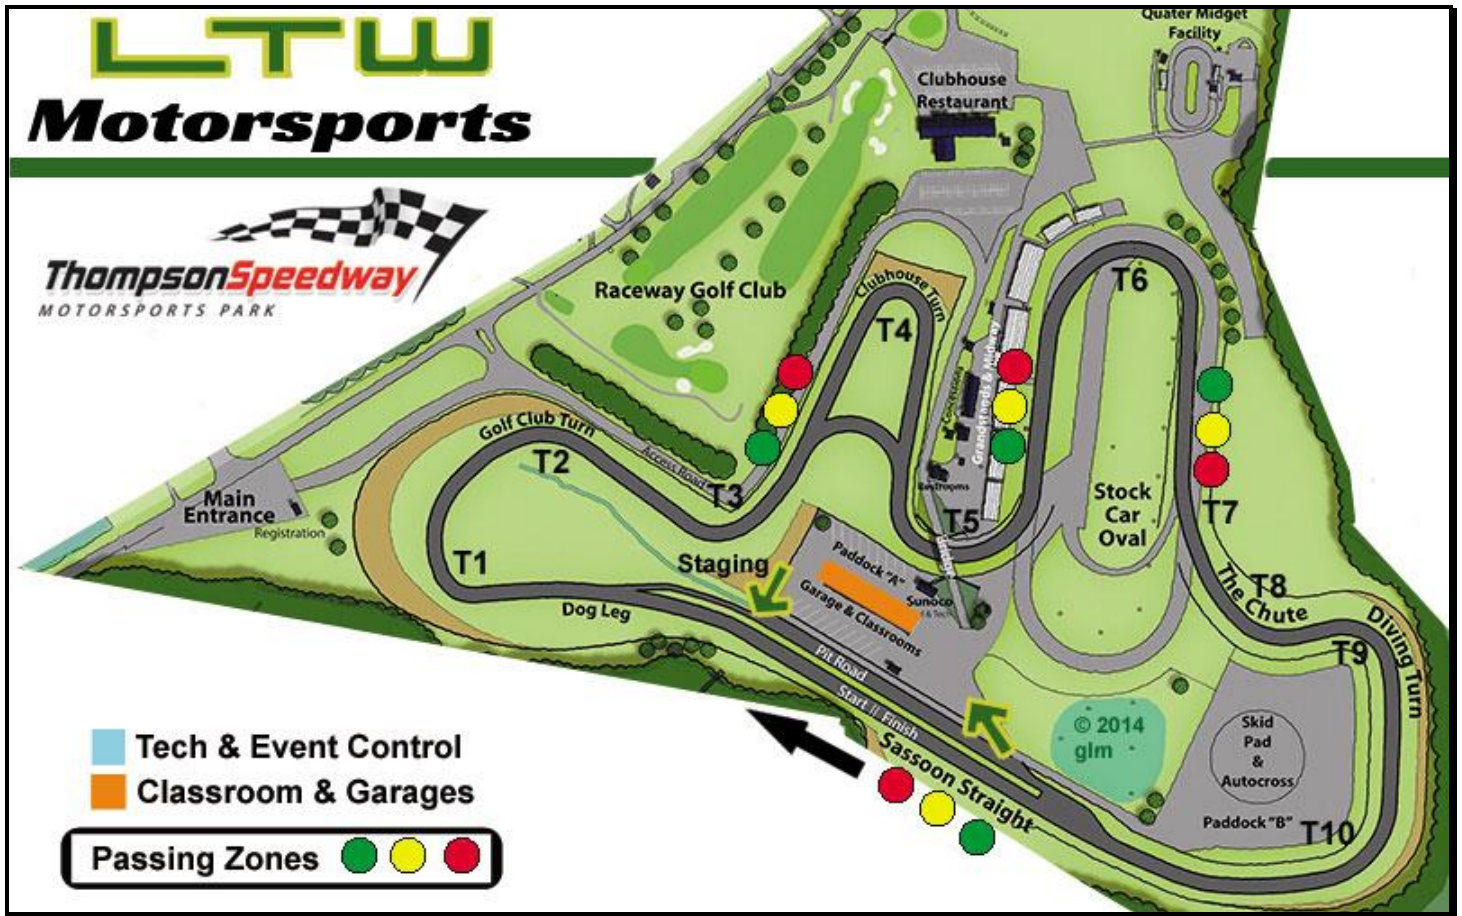 LTW
Motorsports
Quater Midget
Facility
Clubhouse
Restaurant
ThompsonSpeedway
MOTORSPORTS PARK
Raceway Golf Club
Clubhouse Turn
T4
T6
Grandstands & Midway
Concessions
Golf Club Turn
T2
Access Road
T3
Restrooms
T5
Stock
Car
Oval
T7
Main
Entrance
Registration
T1
Staging
Paddock "A"
Garage & Classrooms
Sunoco
& Tech
Dog Leg
T8
The Chute
Diving Turn
T9
Pit Road
Start || Finish
Sassoon Straight
© 2014
glm
Skid
Pad
&
Autocross
Paddock "B"
T10
Tech & Event Control
Classroom & Garages
Passing Zones